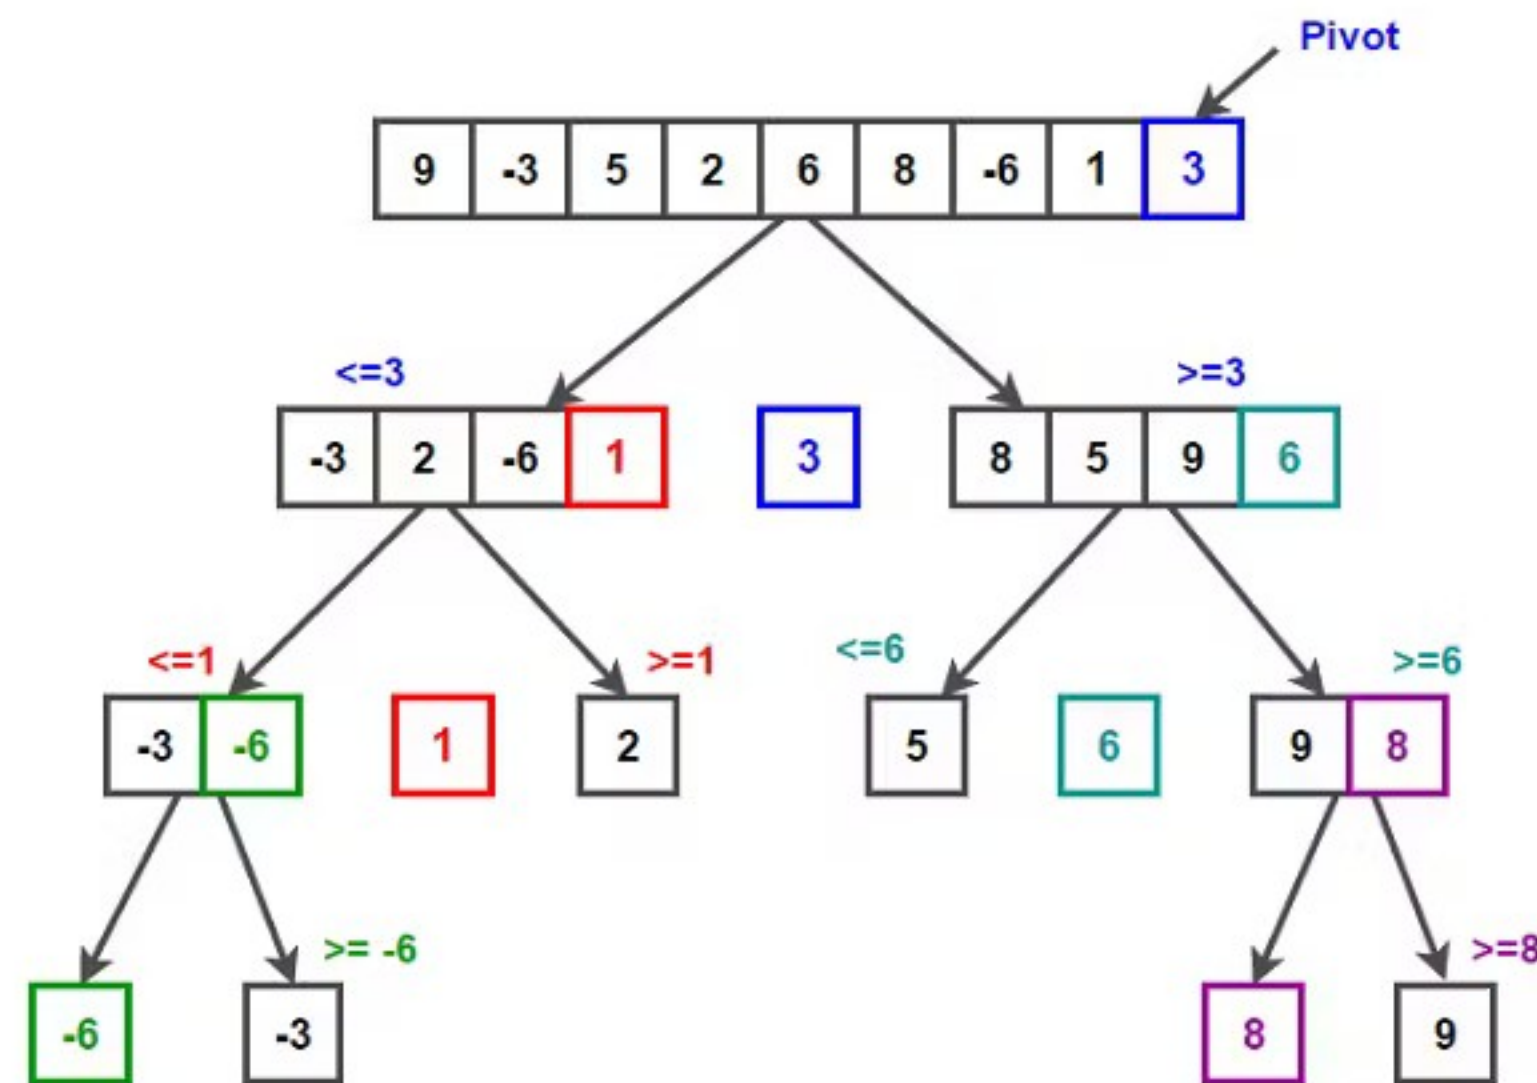 Pivot
9 -3 5 2 6 8 -6 1 3
<=3 >=3
-3 2 -6 1 3 8 5 9 6
<=1 >=1 <=6 >=6
-3 -6 1 2 5 6 9 8
>= -6 >=8
-6 -3 8 9